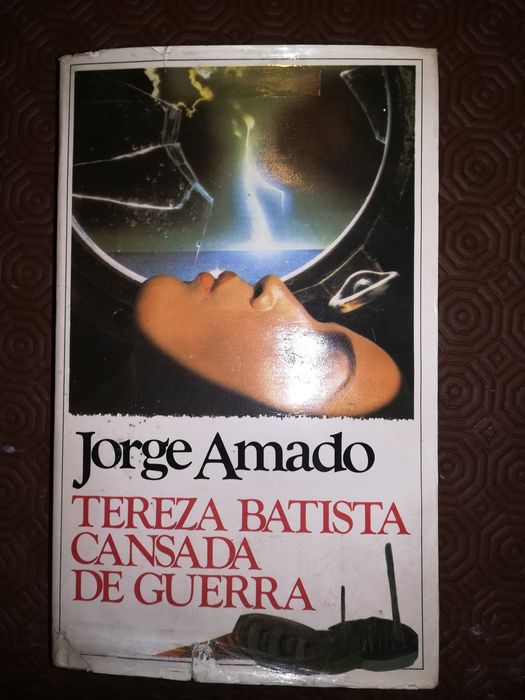 Jorge Amado
TEREZA BATISTA
CANSADA
DE GUERRA